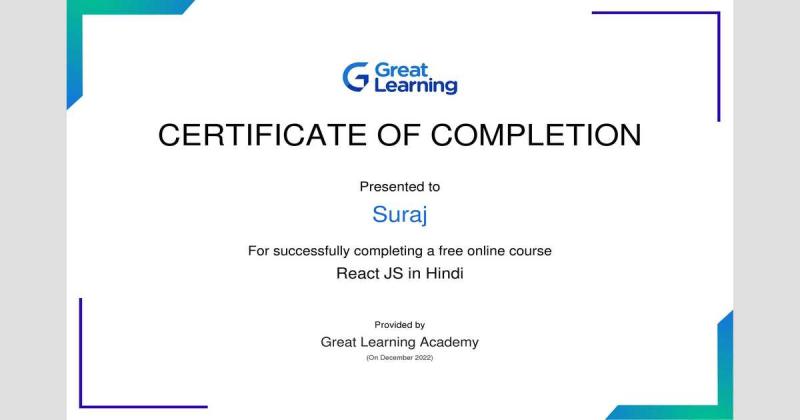 Great
Learning
CERTIFICATE OF COMPLETION
Presented to
Suraj
For successfully completing a free online course
React JS in Hindi
Provided by
Great Learning Academy
(On December 2022)